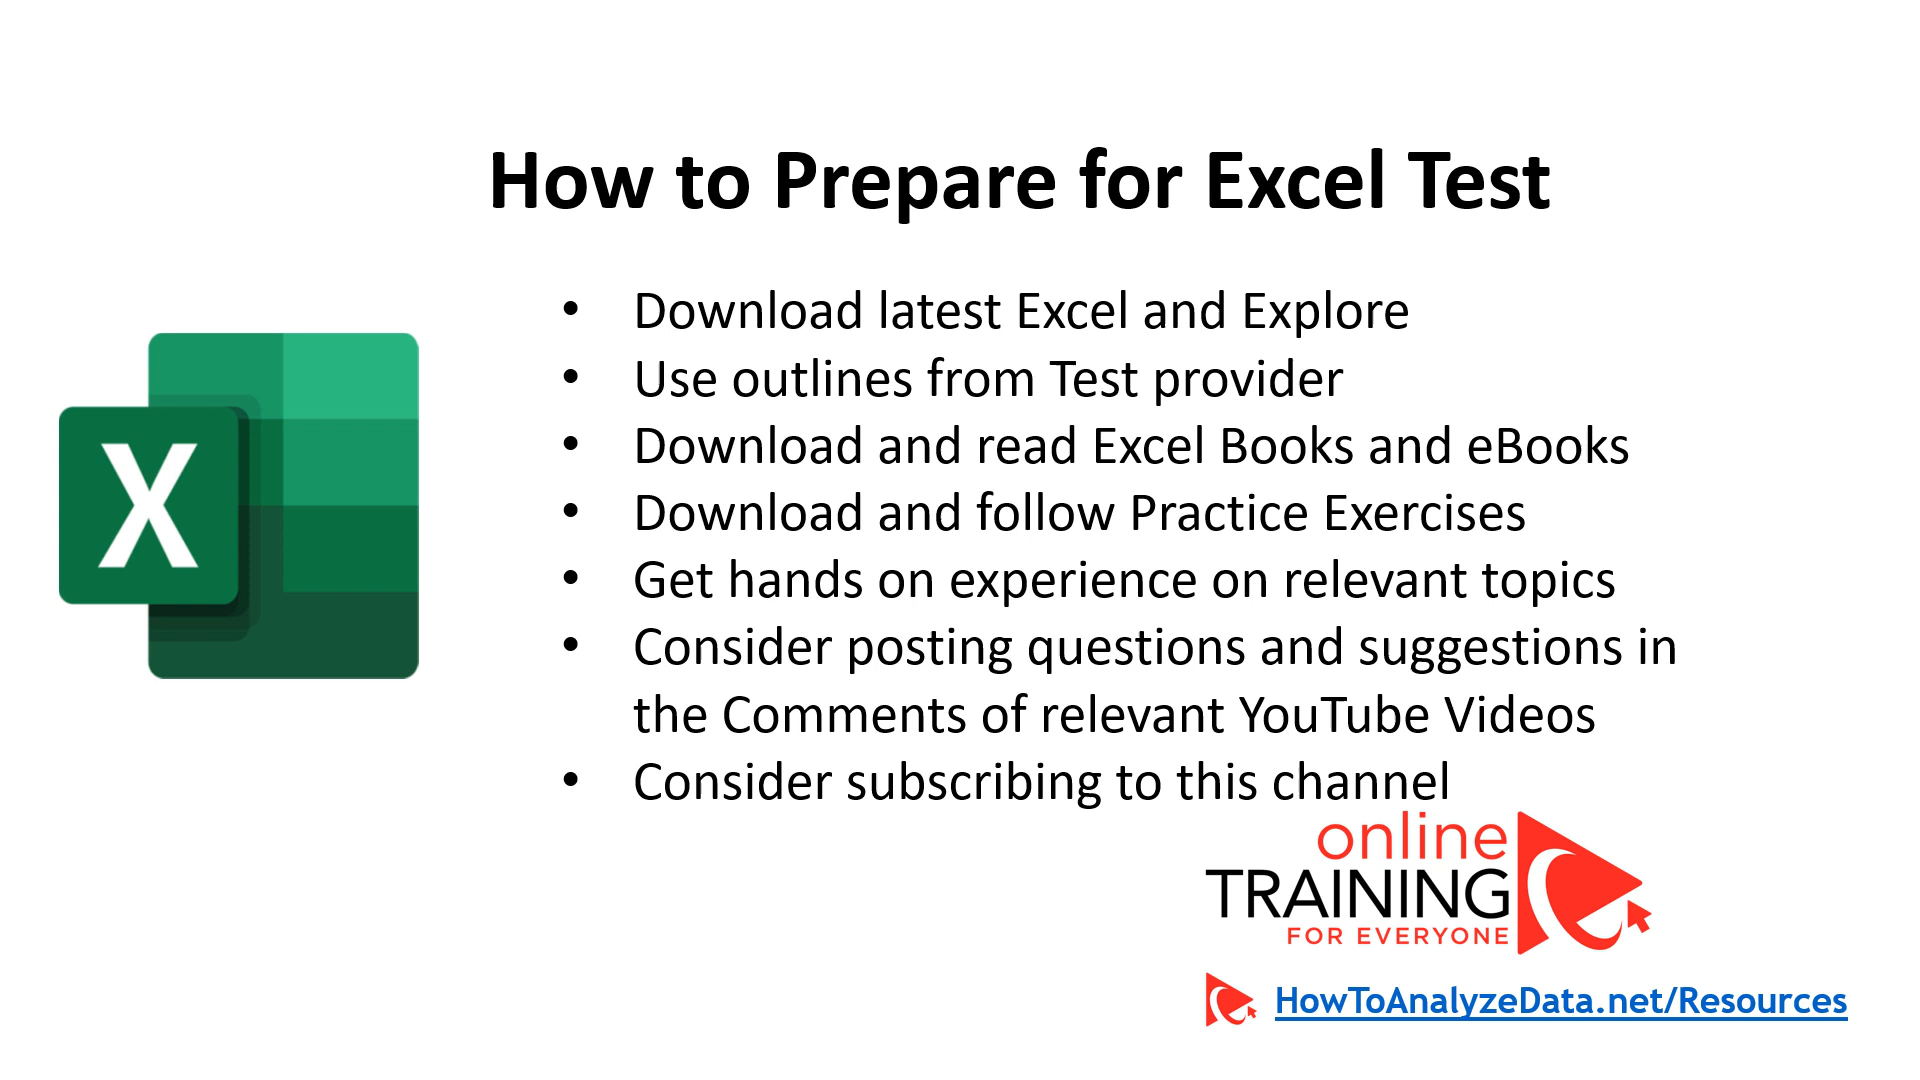 How to Prepare for Excel Test
• Download latest Excel and Explore
• Use outlines from Test provider
• Download and read Excel Books and eBooks
• Download and follow Practice Exercises
• Get hands on experience on relevant topics
• Consider posting questions and suggestions in
the Comments of relevant YouTube Videos
• Consider subscribing to this channel
X
online
TRAINING
FOR EVERYONE
HowToAnalyzeData.net/Resources